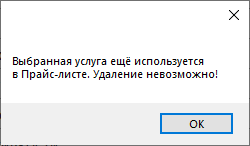 Выбранная услуга ещё используется
в Прайс-листе. Удаление невозможно!
OK